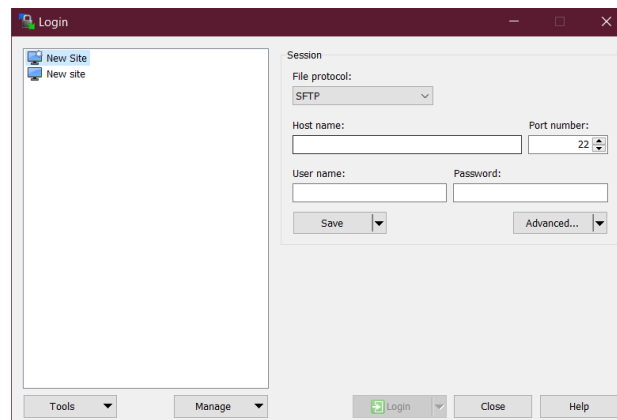 Login
New Site
New site
Session
File protocol:
SFTP
Host name:
Port number:
22
User name:
Password:
Save
Advanced...
Tools
Manage
Login
Close
Help